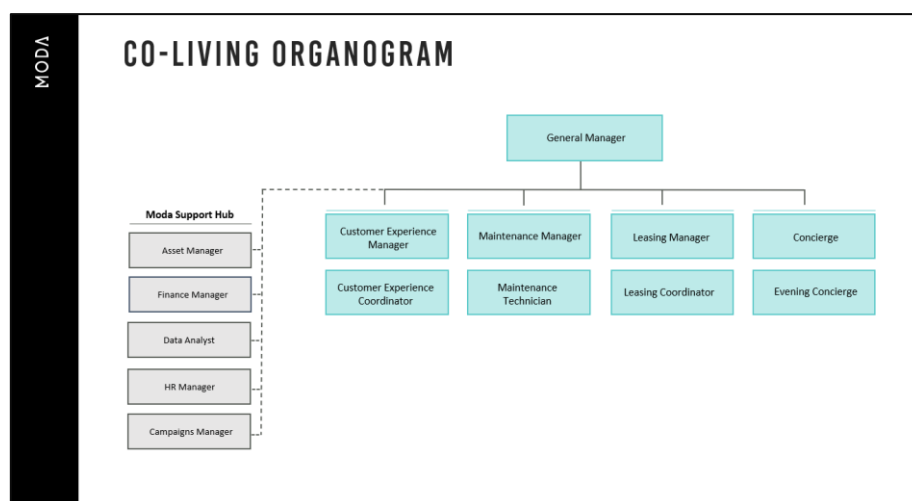 MODA
CO-LIVING ORGANOGRAM
General Manager
Moda Support Hub
Asset Manager
Finance Manager
Data Analyst
HR Manager
Campaigns Manager
Customer Experience
Manager
Customer Experience
Coordinator
Maintenance Manager
Maintenance
Technician
Leasing Manager
Leasing Coordinator
Concierge
Evening Concierge